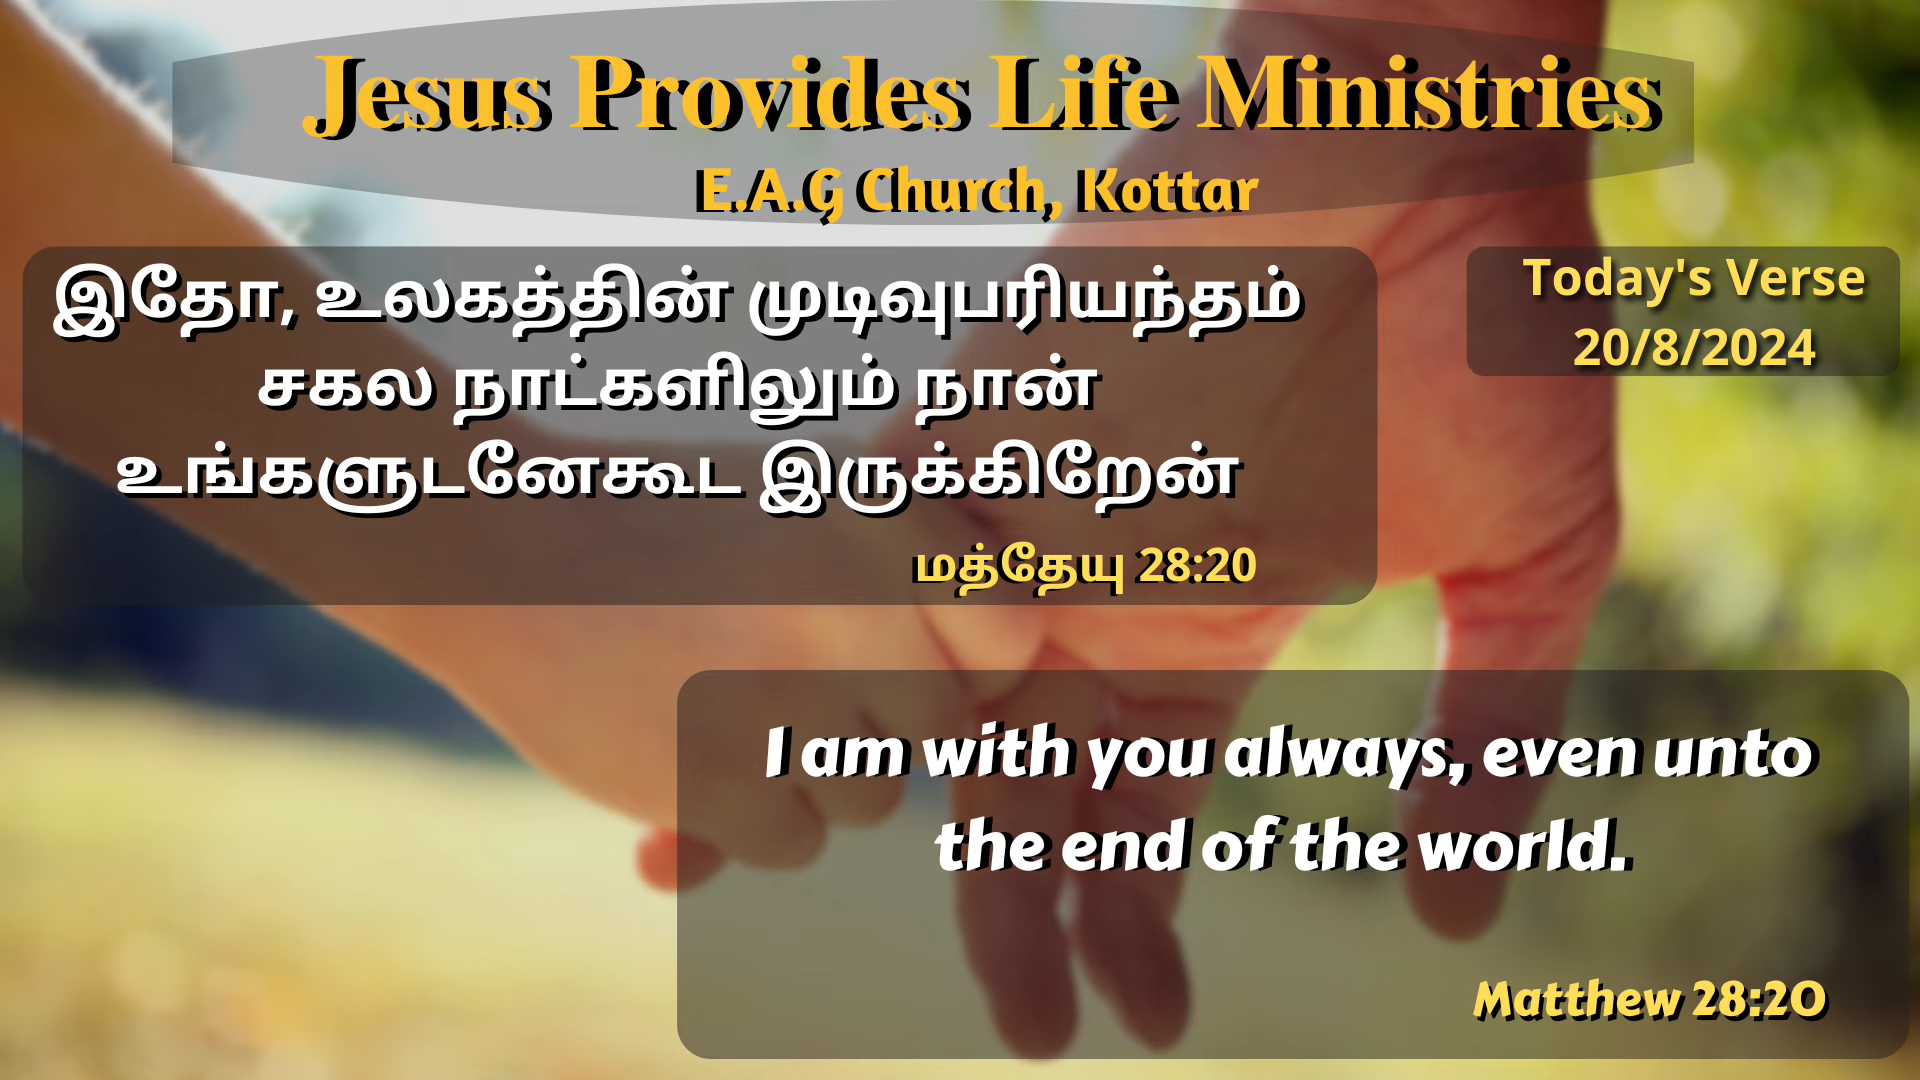 Jesus Provides Life Ministries
E.A.G Church, Kottar
இதோ, உலகத்தின் முடிவுபரியந்தம்
சகல நாட்களிலும் நான்
உங்களுடனேகூட இருக்கிறேன்
மத்தேயு 28:20
Today's Verse
20/8/2024
I am with you always, even unto
the end of the world.
Matthew 28:20